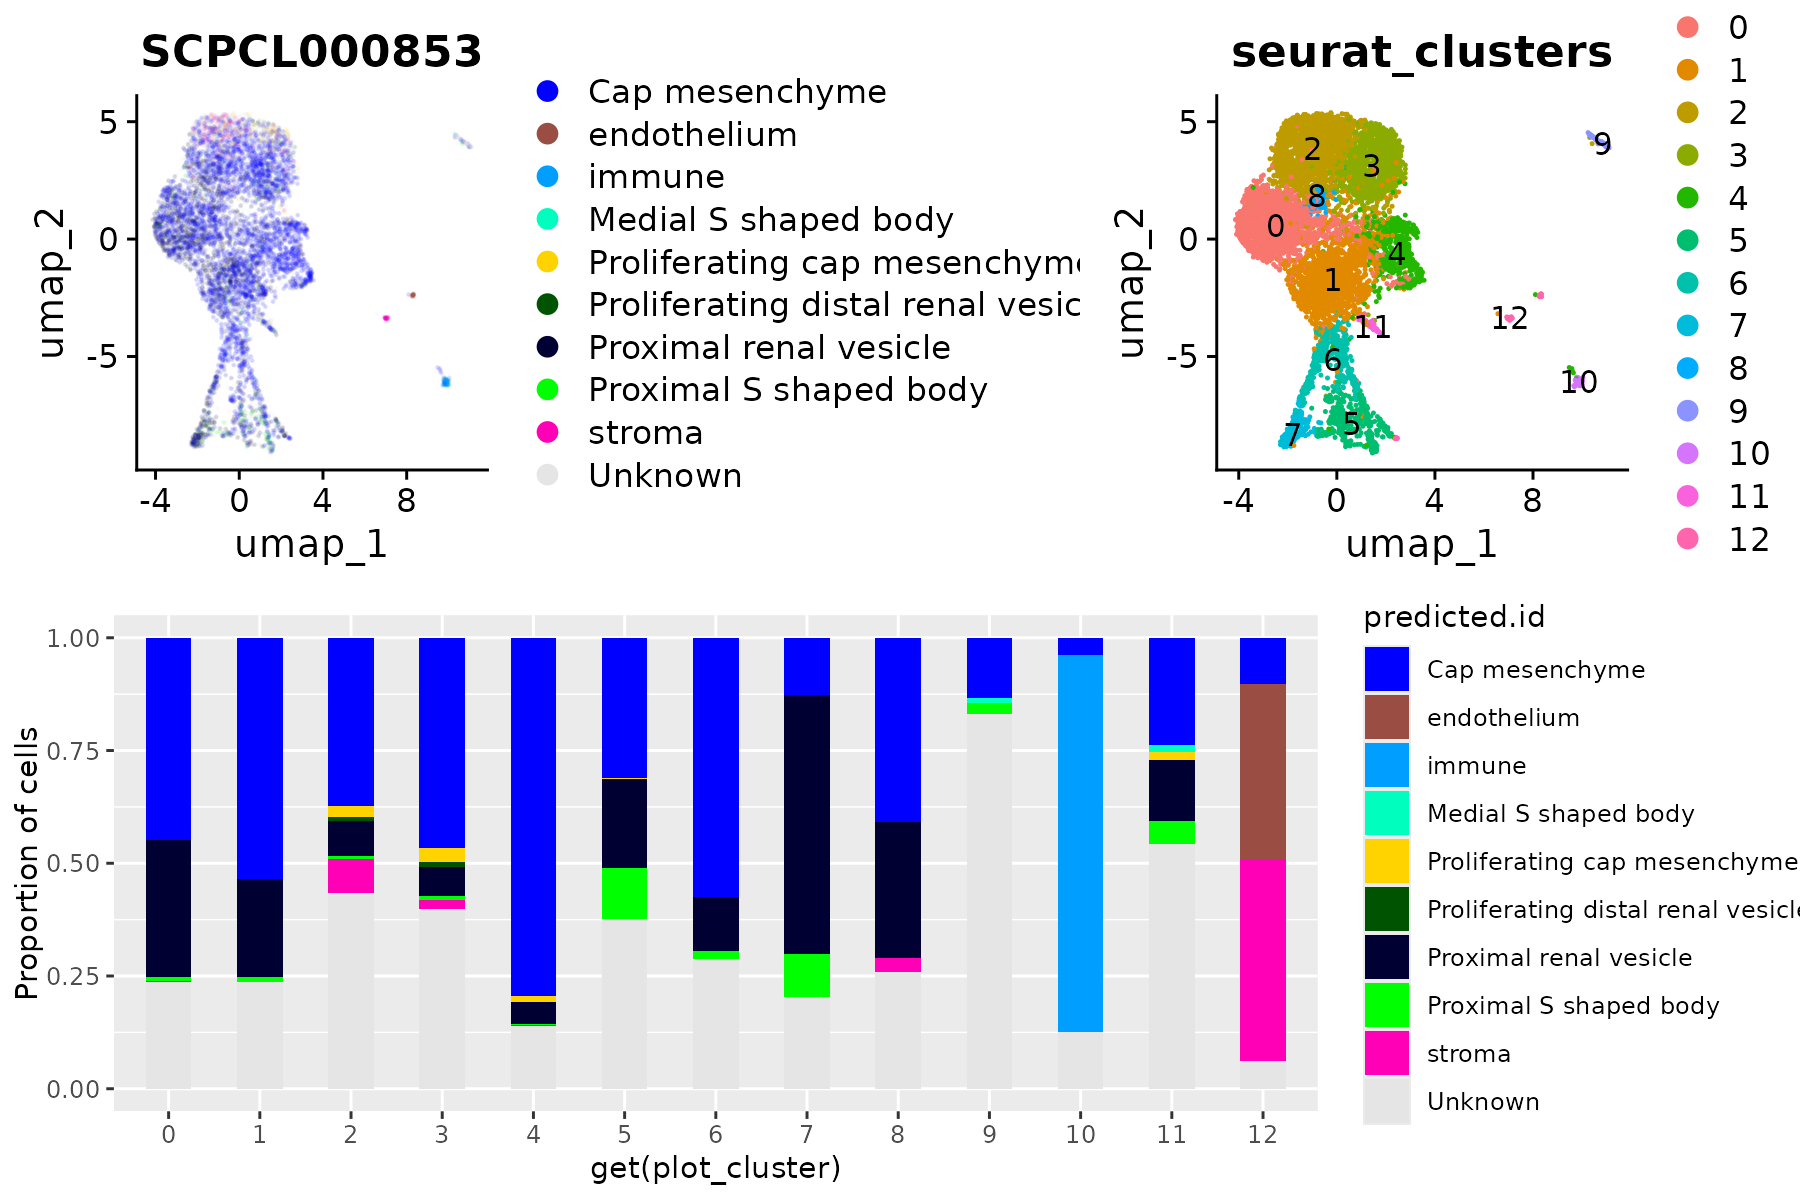 SCPCL000853
5
0
-5
umap_2
-4 0 4 8
umap_1
Cap mesenchyme
endothelium
immune
Medial S shaped body
Proliferating cap mesenchyme
Proliferating distal renal vesic
Proximal renal vesicle
Proximal S shaped body
stroma
Unknown
seurat_clusters
5
0
-5
umap_2
-4 0 4 8
umap_1
2
3
9
8
0
4
1
12
11
6
10
5
7
0
1
2
3
4
5
6
7
8
9
10
11
12
1.00
0.75
0.50
0.25
0.00
Proportion of cells
0 1 2 3 4 5 6 7 8 9 10 11 12
get(plot_cluster)
predicted.id
Cap mesenchyme
endothelium
immune
Medial S shaped body
Proliferating cap mesenchyme
Proliferating distal renal vesicle
Proximal renal vesicle
Proximal S shaped body
stroma
Unknown